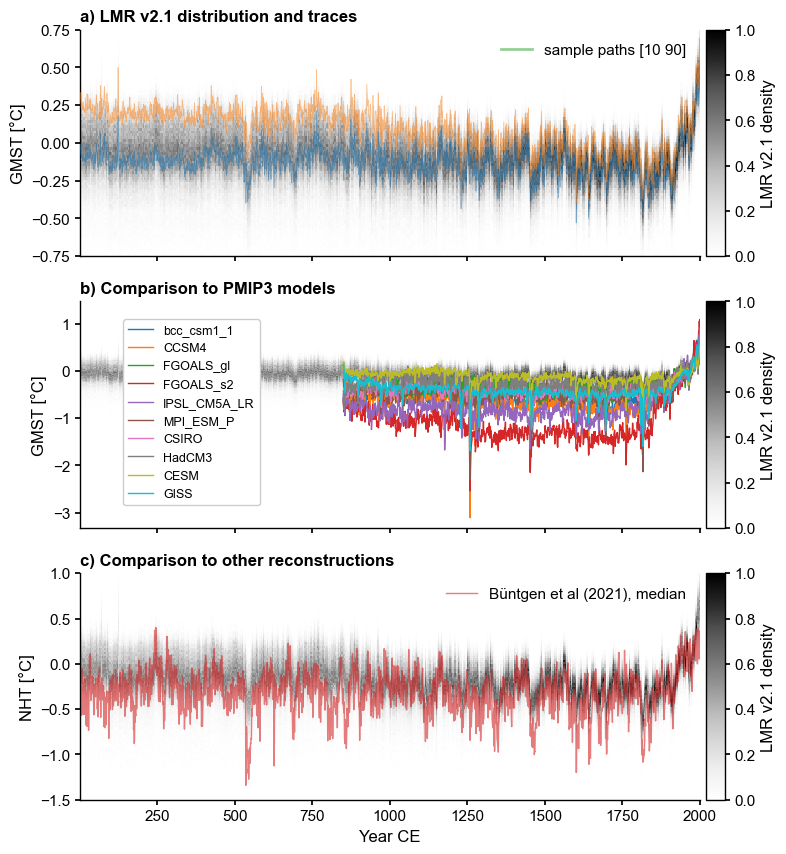 a) LMR v2.1 distribution and traces
0.75
0.50
0.25
0.00
−0.25
−0.50
−0.75
GMST [°C]
sample paths [10 90]
1.0
0.8
0.6
0.4
0.2
0.0
LMR v2.1 density
b) Comparison to PMIP3 models
1
0
−1
−2
−3
GMST [°C]
bcc_csm1_1
CCSM4
FGOALS_gl
FGOALS_s2
IPSL_CM5A_LR
MPI_ESM_P
CSIRO
HadCM3
CESM
GISS
1.0
0.8
0.6
0.4
0.2
0.0
LMR v2.1 density
c) Comparison to other reconstructions
1.0
0.5
0.0
−0.5
−1.0
−1.5
NHT [°C]
Büntgen et al (2021), median
1.0
0.8
0.6
0.4
0.2
0.0
LMR v2.1 density
250 500 750 1000 1250 1500 1750 2000
Year CE